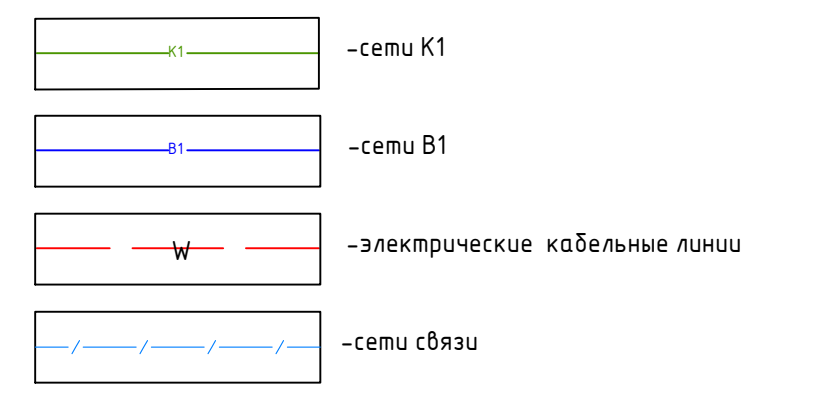 К1 -сети К1
В1 -сети В1
W -электрические кабельные линии
-сети связи